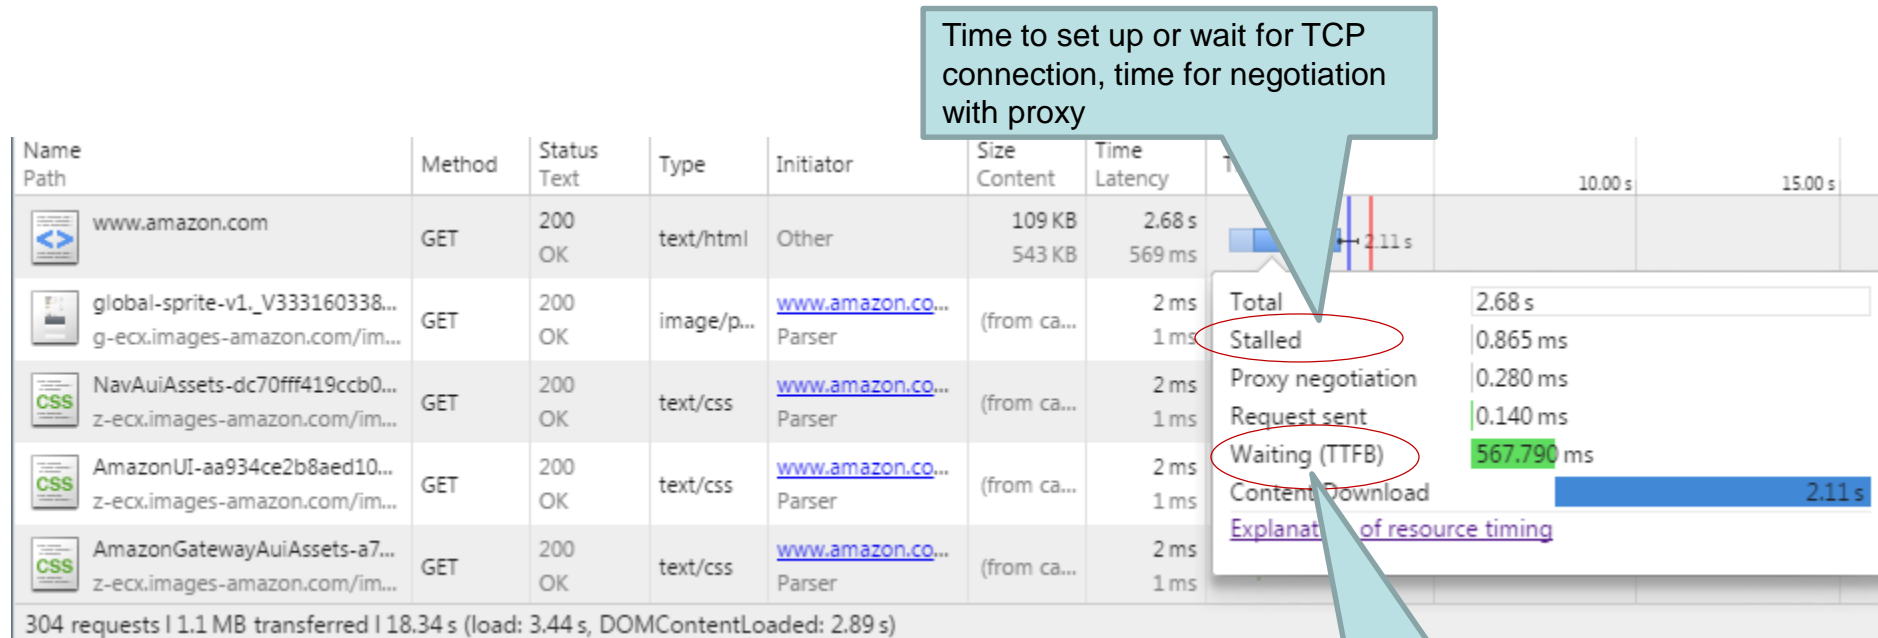 Time to set up or wait for TCP
connection, time for negotiation
with proxy
Name Method Status Type Initiator Size Time
Path Text Content Latency
10.00 s 15.00 s
www.amazon.com GET 200 text/html Other 109 KB 2.68 s
OK 543 KB 569 ms 2.11 s
global-sprite-v1._V333160338... GET 200 image/p... www.amazon.co... (from ca... 2 ms
g-ecx.images-amazon.com/im... OK Parser 1 ms
NavAuiAssets-dc70fff419ccb0... GET 200 text/css www.amazon.co... (from ca... 2 ms
z-ecx.images-amazon.com/im... OK Parser 1 ms
AmazonUI-aa934ce2b8aed10... GET 200 text/css www.amazon.co... (from ca... 2 ms
z-ecx.images-amazon.com/im... OK Parser 1 ms
AmazonGatewayAuiAssets-a7... GET 200 text/css www.amazon.co... (from ca... 2 ms
z-ecx.images-amazon.com/im... OK Parser 1 ms
CSS
CSS
CSS
Total 2.68 s
Stalled 0.865 ms
Proxy negotiation 0.280 ms
Request sent 0.140 ms
Waiting (TTFB) 567.790 ms
Content Download 2.11 s
of resource timing
304 requests | 1.1 MB transferred | 18.34 s (load: 3.44 s, DOMContentLoaded: 2.89 s)